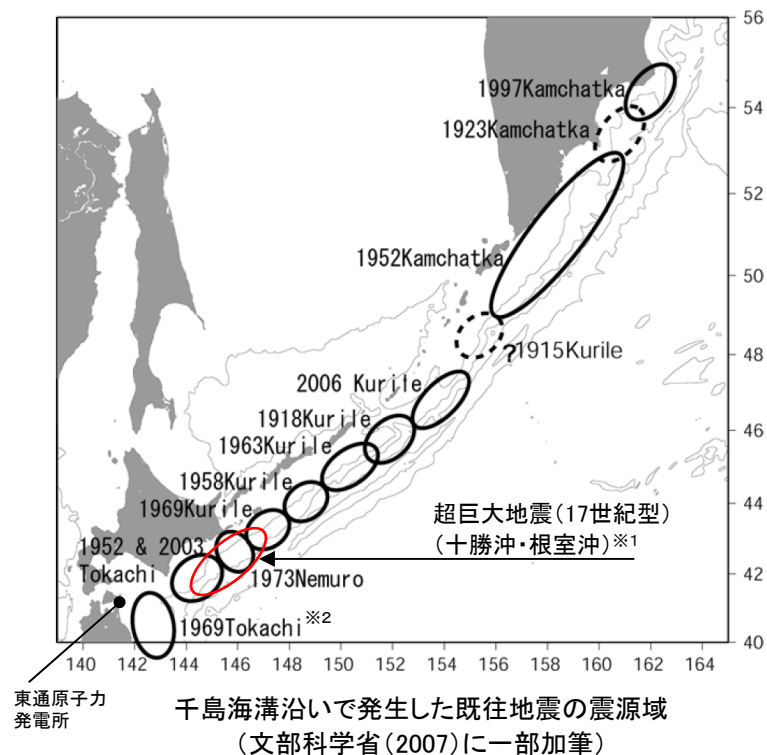 56
54
52
50
48
46
44
42
40
1997Kamchatka
1923Kamchatka
1952Kamchatka
?1915Kurile
2006 Kurile
1918Kurile
1963Kurile
1958Kurile
1969Kurile
超巨大地震(17世紀型)
(十勝沖・根室沖)※1
1952 & 2003
Tokachi
1973Nemuro
1969Tokachi※2
140 142 144 146 148 150 152 154 156 158 160 162 164
東通原子力
発電所
千島海溝沿いで発生した既往地震の震源域
(文部科学省(2007)に一部加筆)